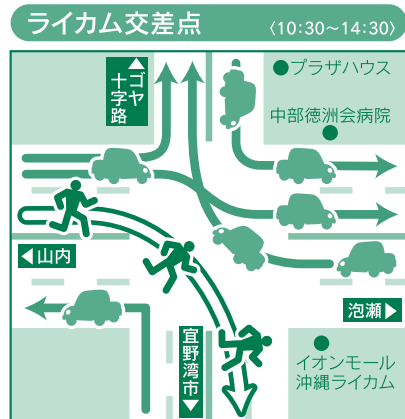 ライカム交差点
〈10:30〜14:30〉
▲ゴヤ
十字路
●プラザハウス
中部徳洲会病院
●
◀山内
泡瀬▶
宜野湾市▼
●
イオンモール
沖縄ライカム